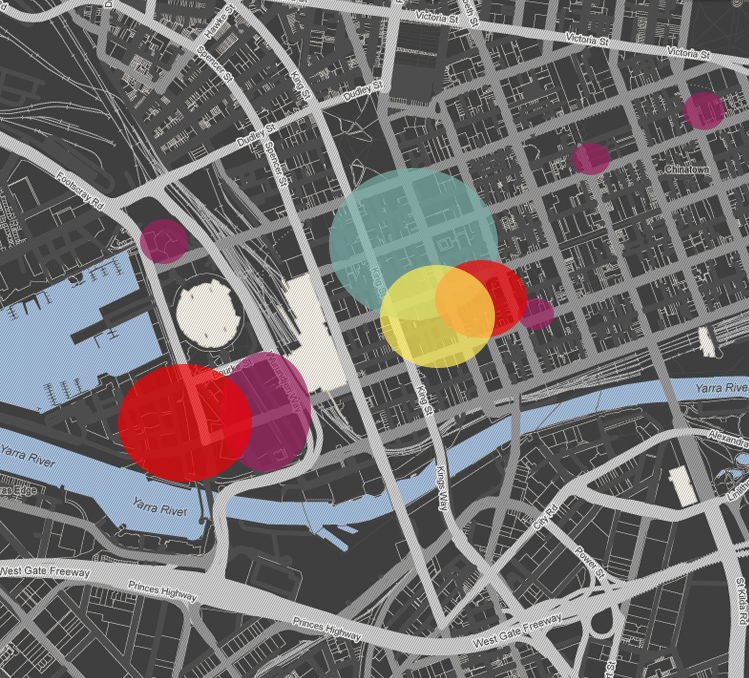 Victoria St
Victoria St
Victoria St
Hawke St
Spencer St
King St
Dudley St
Dudley St
Spencer St
Footscray Rd
Chinatown
King St
Yarra River
Yarra River
Yarra River
Kings Way
City Rd
Power St
West Gate Freeway
Princes Highway
Princes Highway
West Gate Freeway
St Kilda Rd